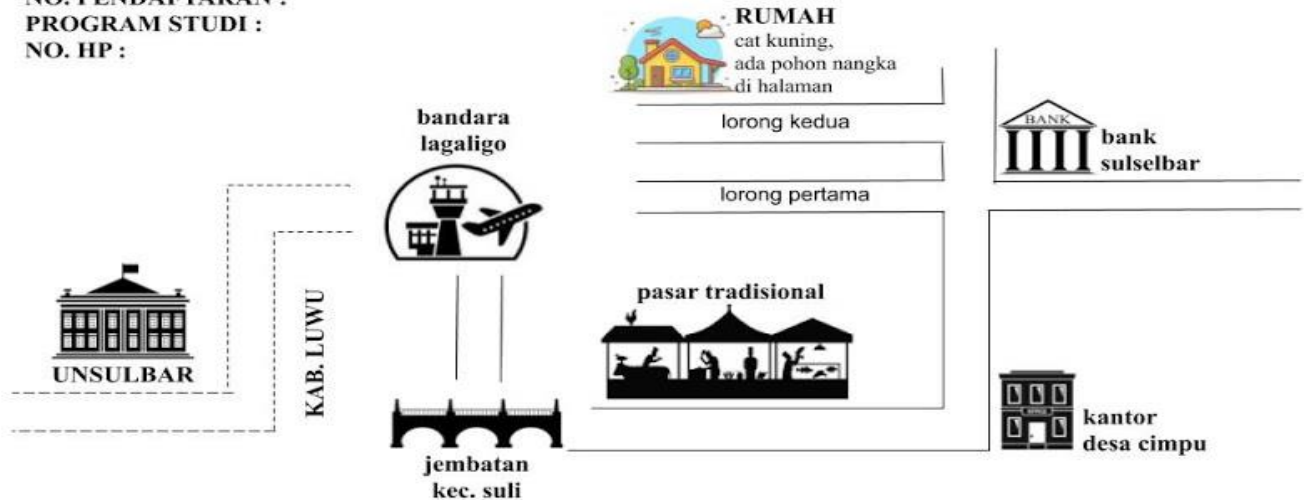 NO. PENDAFTARAN :
PROGRAM STUDI :
NO. HP :
RUMAH
cat kuning,
ada pohon nangka
di halaman
bandara
lagaligo
lorong kedua
BANK
bank
sulselbar
lorong pertama
UNSULBAR
KAB. LUWU
pasar tradisional
jembatan
kec. suli
kantor
desa cimpu